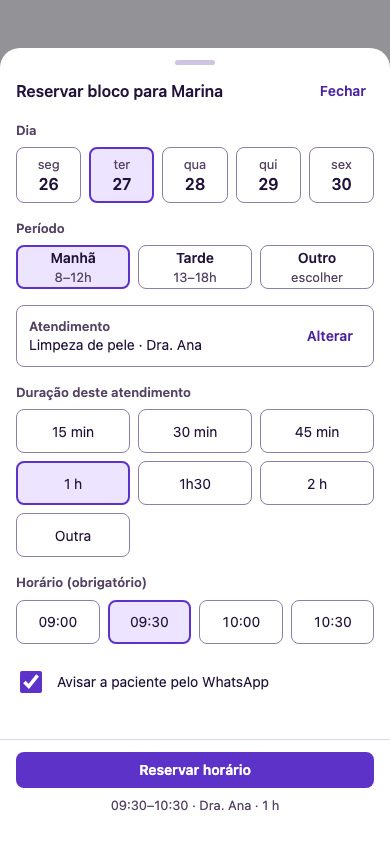 Reservar bloco para Marina
Fechar
Dia
seg ter qua qui sex
26 27 28 29 30
Período
Manhã Tarde Outro
8–12h 13–18h escolher
Atendimento
Limpeza de pele · Dra. Ana
Alterar
Duração deste atendimento
15 min 30 min 45 min
1 h 1h30 2 h
Outra
Horário (obrigatório)
09:00 09:30 10:00 10:30
Avisar a paciente pelo WhatsApp
Reservar horário
09:30–10:30 · Dra. Ana · 1 h